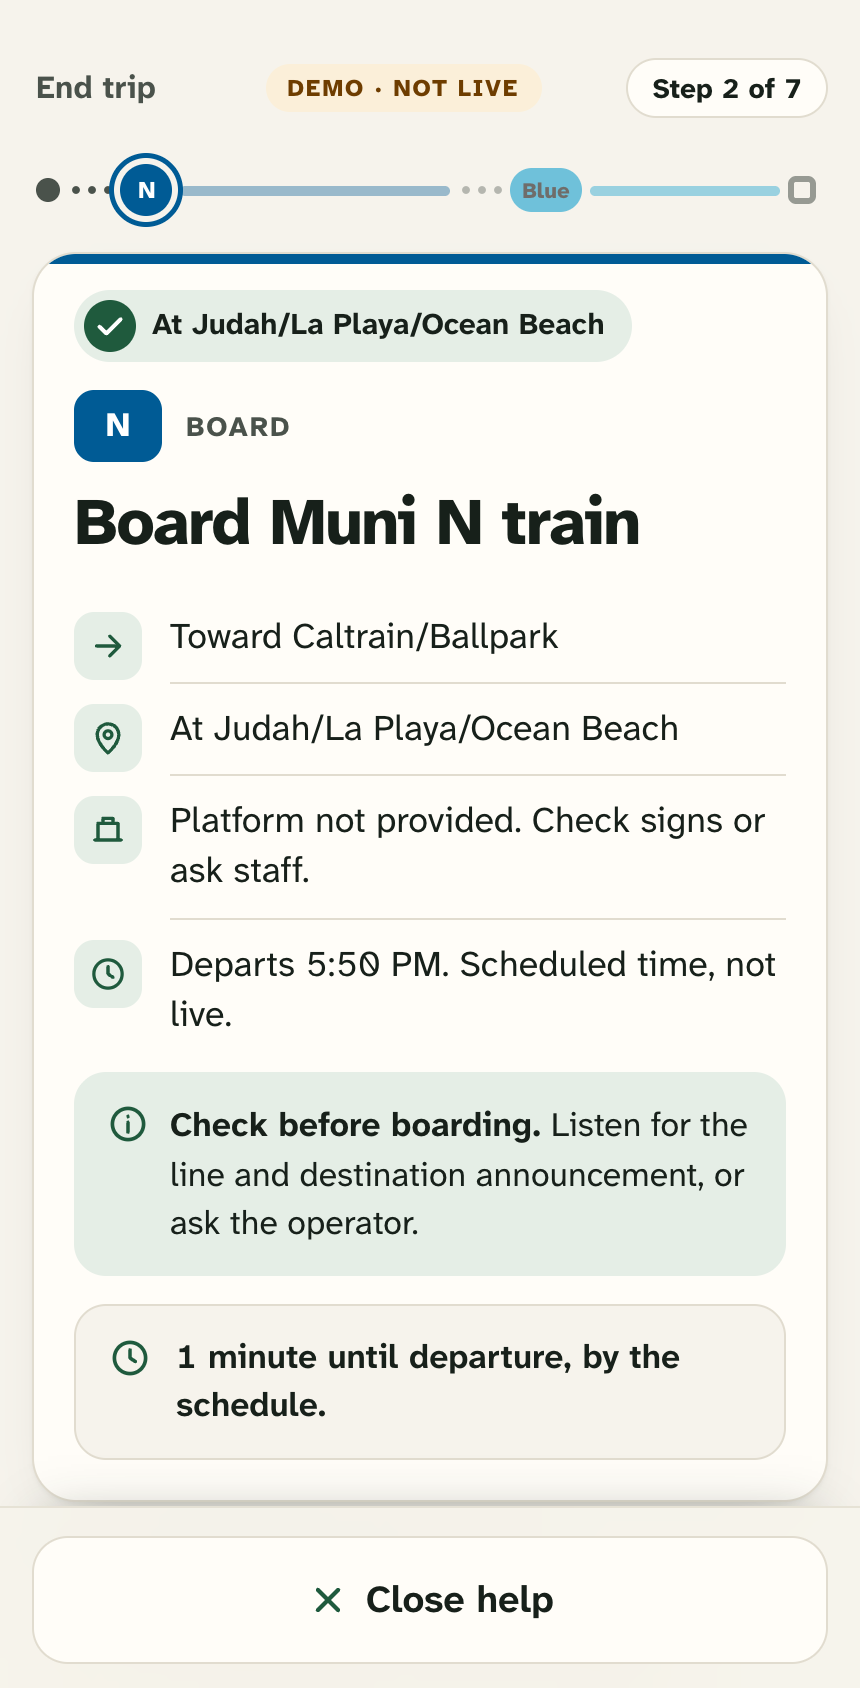 End trip
DEMO · NOT LIVE
Step 2 of 7
N
Blue
At Judah/La Playa/Ocean Beach
N
BOARD
Board Muni N train
Toward Caltrain/Ballpark
At Judah/La Playa/Ocean Beach
Platform not provided. Check signs or
ask staff.
Departs 5:50 PM. Scheduled time, not
live.
Check before boarding. Listen for the
line and destination announcement, or
ask the operator.
1 minute until departure, by the
schedule.
Close help